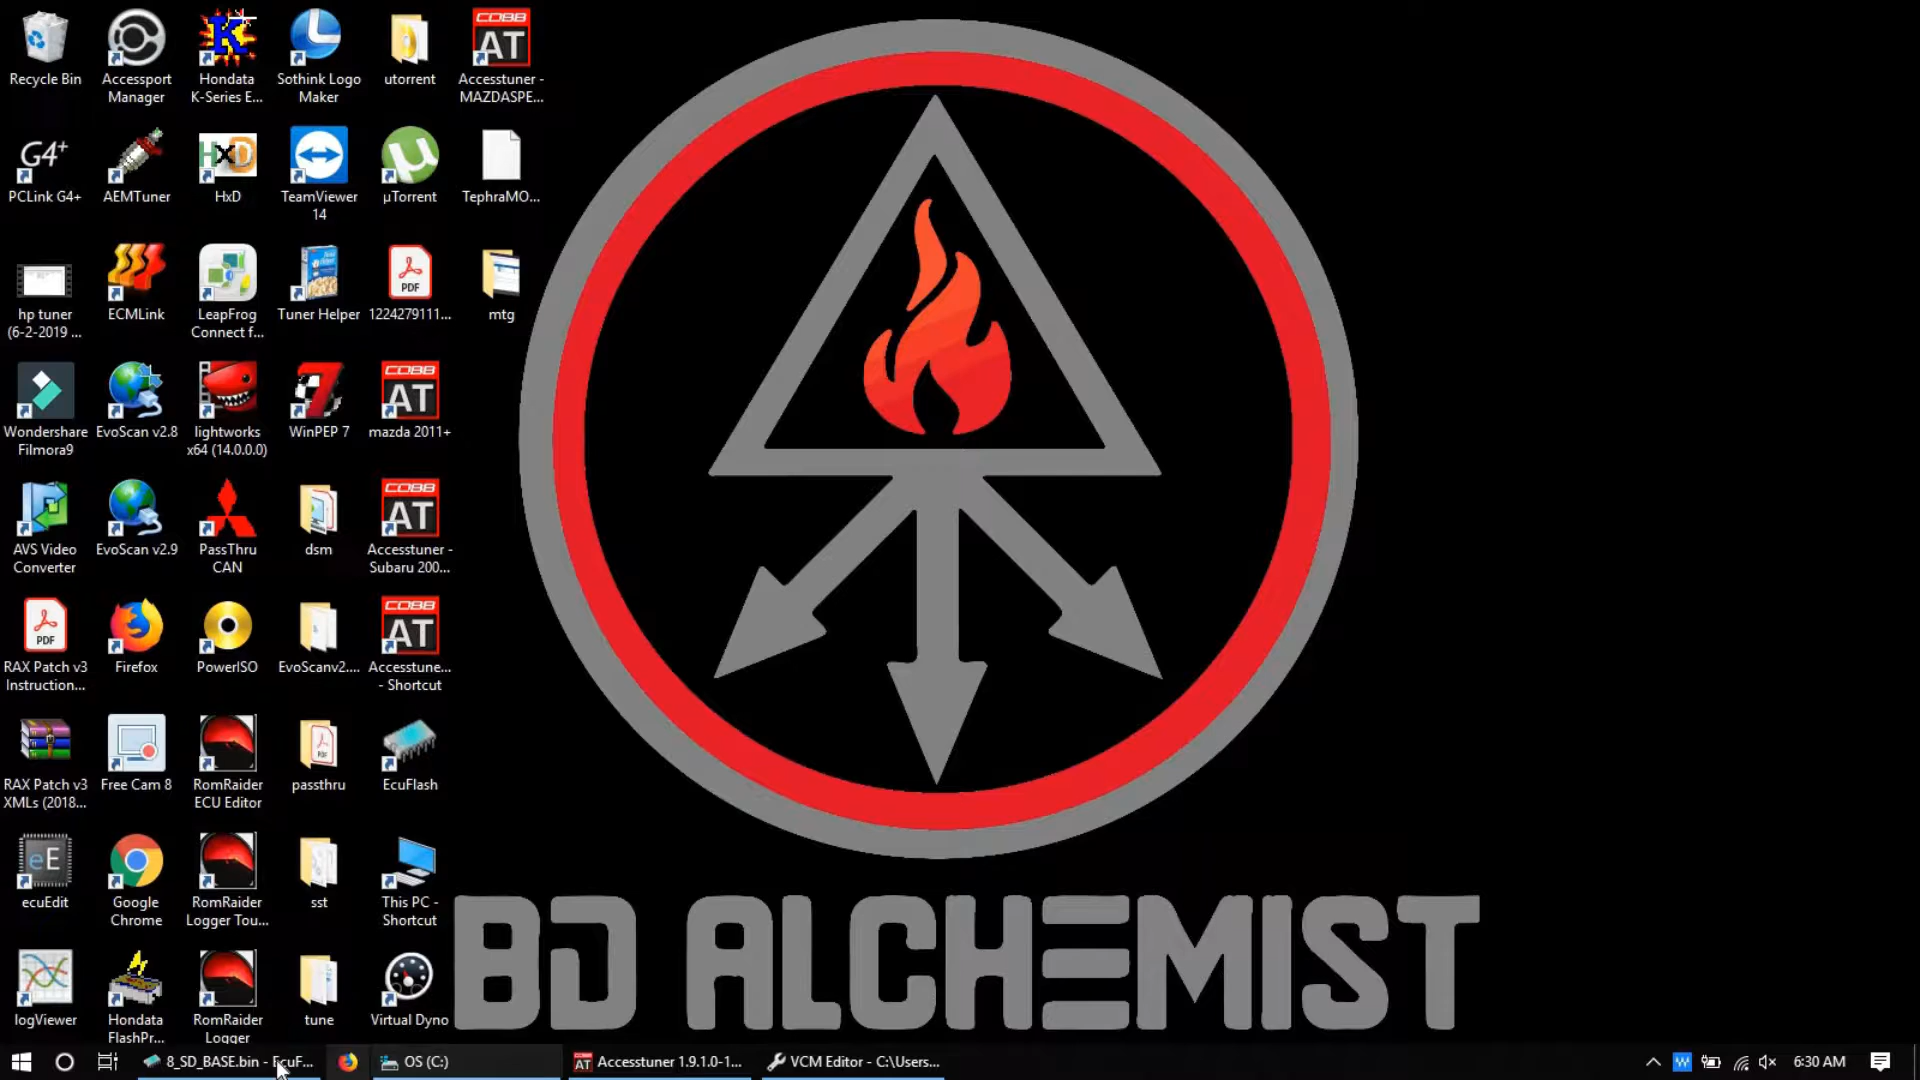 Recycle Bin
Accessport
Manager
Hondata
K-Series E...
Sothink Logo
Maker
utorrent
COBB
AT
Accesstuner -
MAZDASPE...
G4+
PCLink G4+
AEMTuner
HxD
HxD
TeamViewer
14
µ
µTorrent
TephraMO...
hp tuner
(6-2-2019 ...
ECMLink
LeapFrog
Connect f...
Tuner Helper
PDF
1224279111...
mtg
Wondershare
Filmora9
EvoScan v2.8
lightworks
x64 (14.0.0.0)
7
WinPEP 7
COBB
AT
mazda 2011+
AVS Video
Converter
EvoScan v2.9
PassThru
CAN
dsm
COBB
AT
Accesstuner -
Subaru 200...
PDF
RAX Patch v3
Instruction...
Firefox
PowerISO
EvoScanv2....
COBB
AT
Accesstune...
- Shortcut
RAX Patch v3
XMLs (2018...
Free Cam 8
RomRaider
ECU Editor
PDF
passthru
EcuFlash
eE
ecuEdit
Google
Chrome
RomRaider
Logger Tou...
sst
This PC -
Shortcut
logViewer
Hondata
FlashPr...
RomRaider
Logger
tune
Virtual Dyno
BD ALCHEMIST
8_SD_BASE.bin - EcuF...
OS (C:)
AT
Accesstuner 1.9.1.0-1...
VCM Editor - C:\Users...
6:30 AM